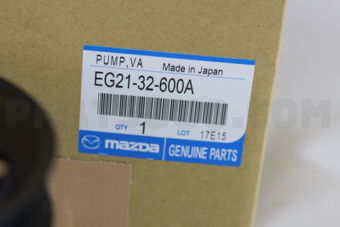 PUMP,VA Made in Japan
EG21-32-600A
QTY 1 LOT 17E15
mazda GENUINE PARTS